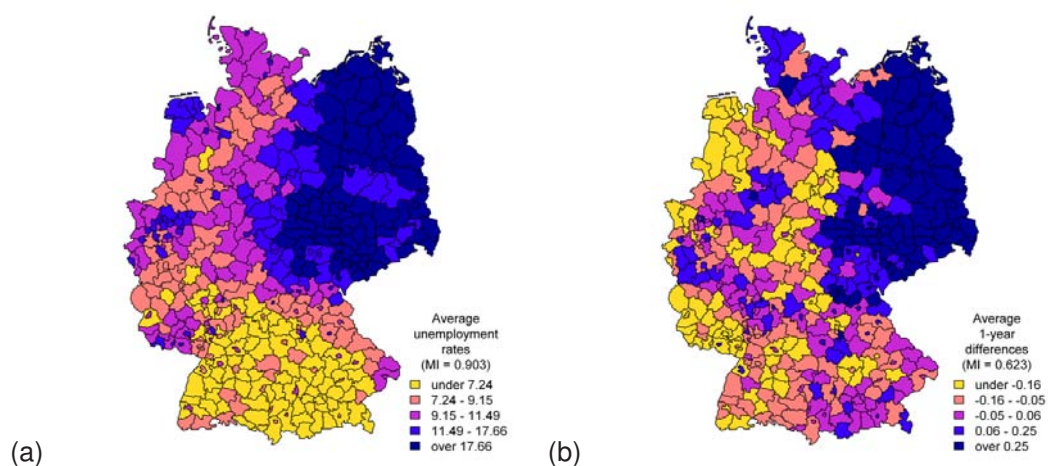 (a)
Average
unemployment
rates
(MI = 0.903)
under 7.24
7.24 - 9.15
9.15 - 11.49
11.49 - 17.66
over 17.66
(b)
Average
1-year
differences
(MI = 0.623)
under -0.16
-0.16 - -0.05
-0.05 - 0.06
0.06 - 0.25
over 0.25